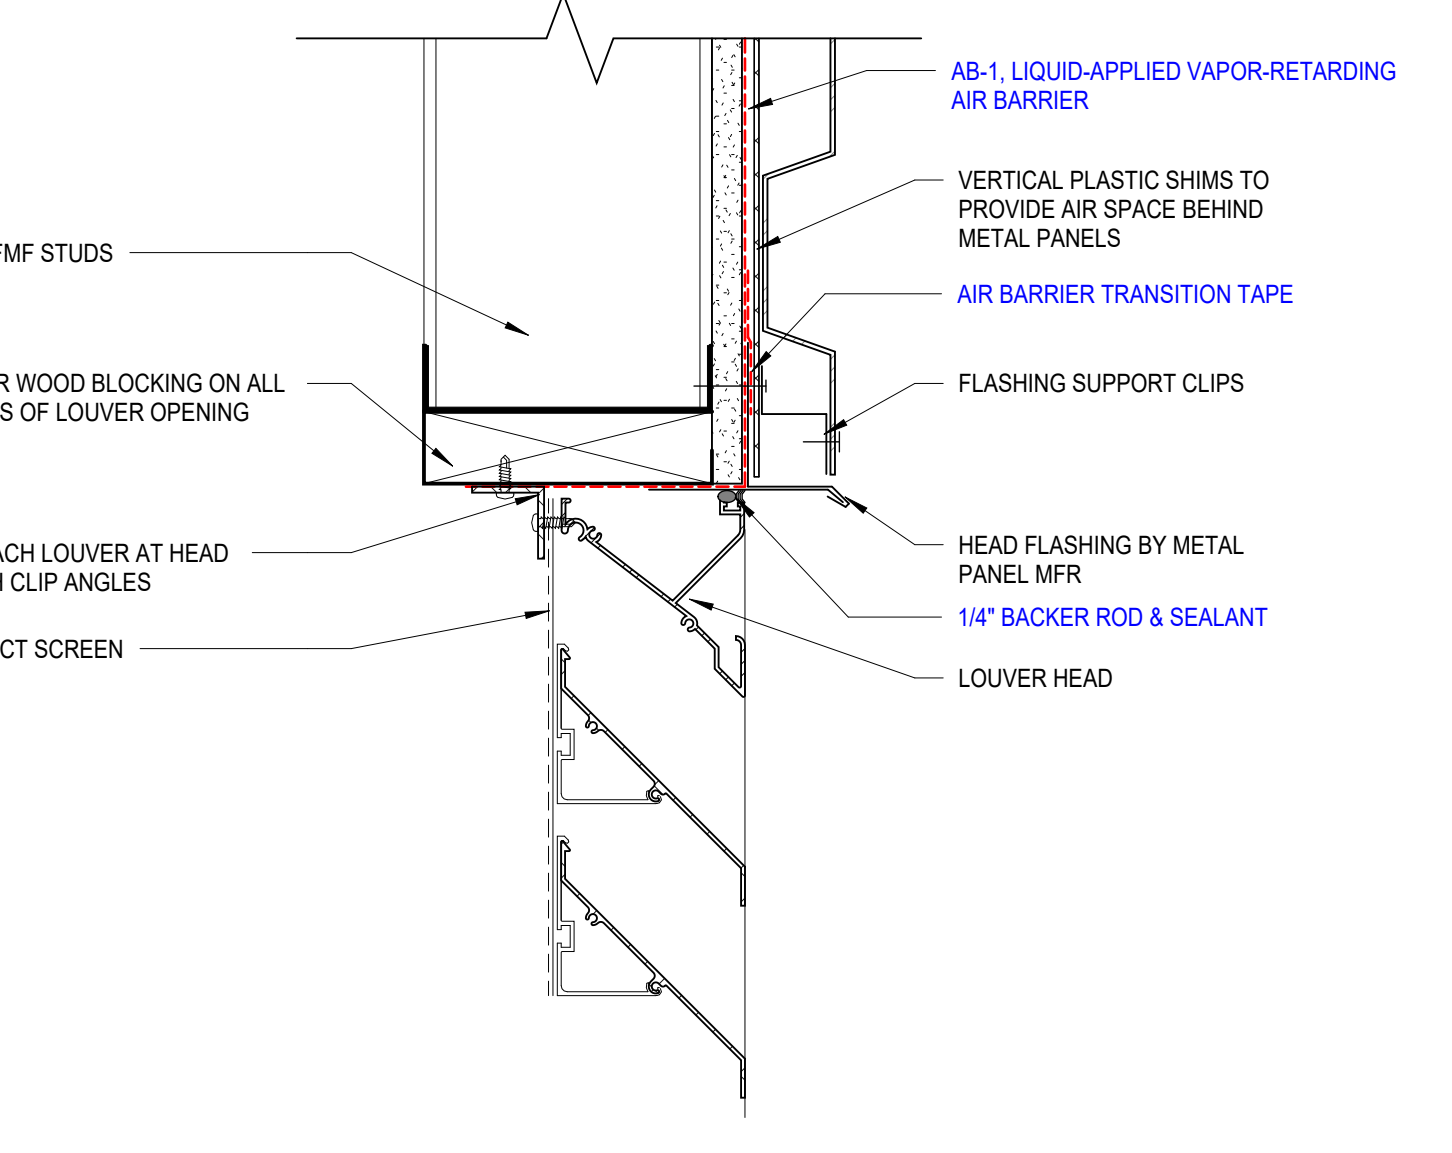 AB-1, LIQUID-APPLIED VAPOR-RETARDING
AIR BARRIER
VERTICAL PLASTIC SHIMS TO
PROVIDE AIR SPACE BEHIND
METAL PANELS
FMF STUDS
AIR BARRIER TRANSITION TAPE
R WOOD BLOCKING ON ALL
S OF LOUVER OPENING
FLASHING SUPPORT CLIPS
ACH LOUVER AT HEAD
H CLIP ANGLES
HEAD FLASHING BY METAL
PANEL MFR
1/4" BACKER ROD & SEALANT
CT SCREEN
LOUVER HEAD